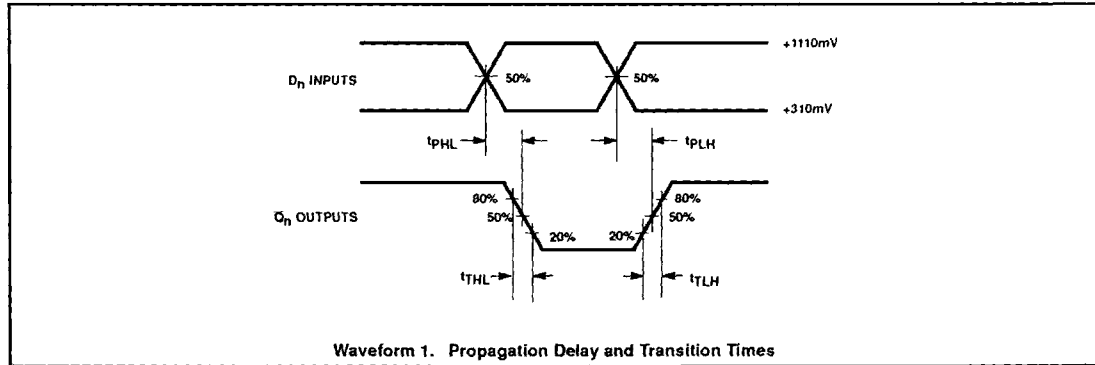 +1110mV
Dn INPUTS
50%
50%
+310mV
tPHL
tPLH
80%
80%
Q̅n OUTPUTS
50%
50%
20%
20%
tTHL
tTLH
Waveform 1. Propagation Delay and Transition Times